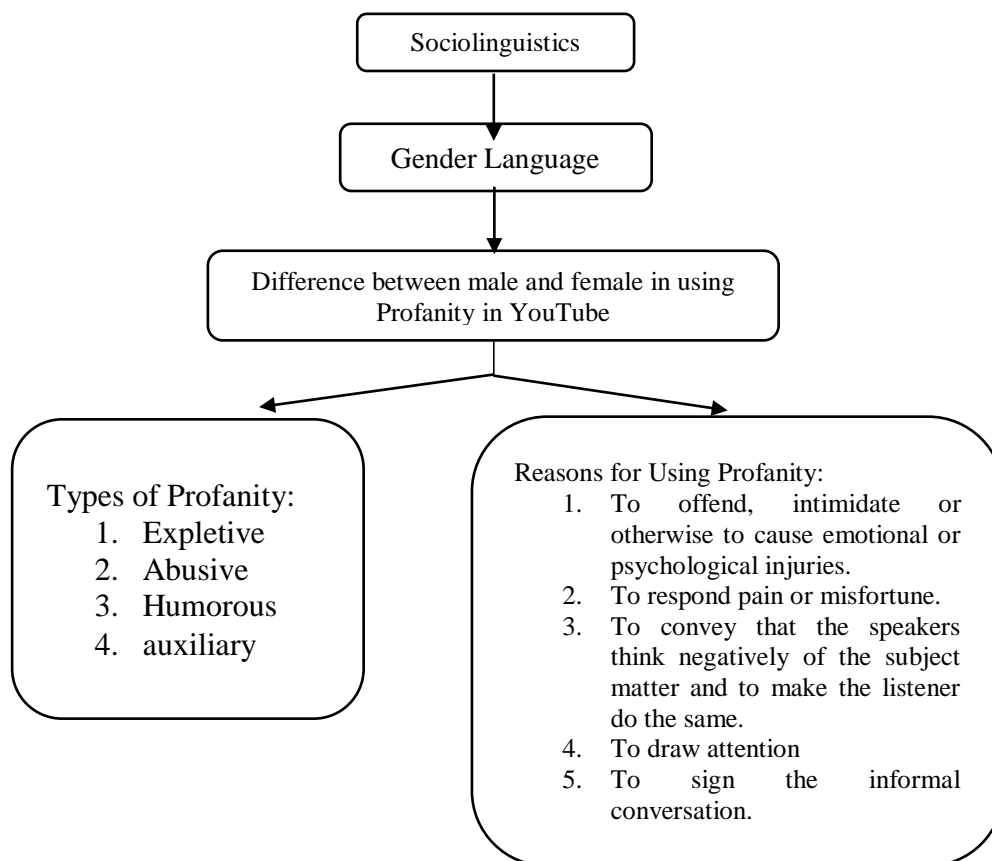 Sociolinguistics
Gender Language
Difference between male and female in using
Profanity in YouTube
Types of Profanity:
1. Expletive
2. Abusive
3. Humorous
4. auxiliary
Reasons for Using Profanity:
1. To offend, intimidate or
otherwise to cause emotional or
psychological injuries.
2. To respond pain or misfortune.
3. To convey that the speakers
think negatively of the subject
matter and to make the listener
do the same.
4. To draw attention
5. To sign the informal
conversation.